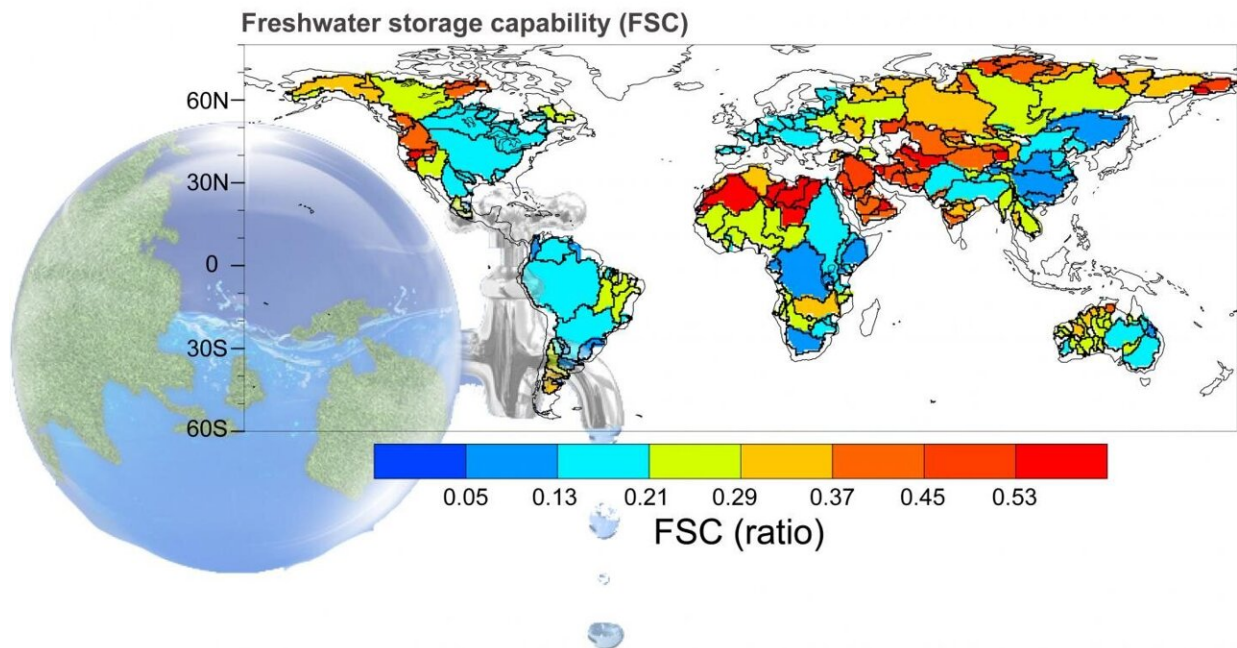 Freshwater storage capability (FSC)
60N
30N
0
30S
60S
0.05 0.13 0.21 0.29 0.37 0.45 0.53
FSC (ratio)